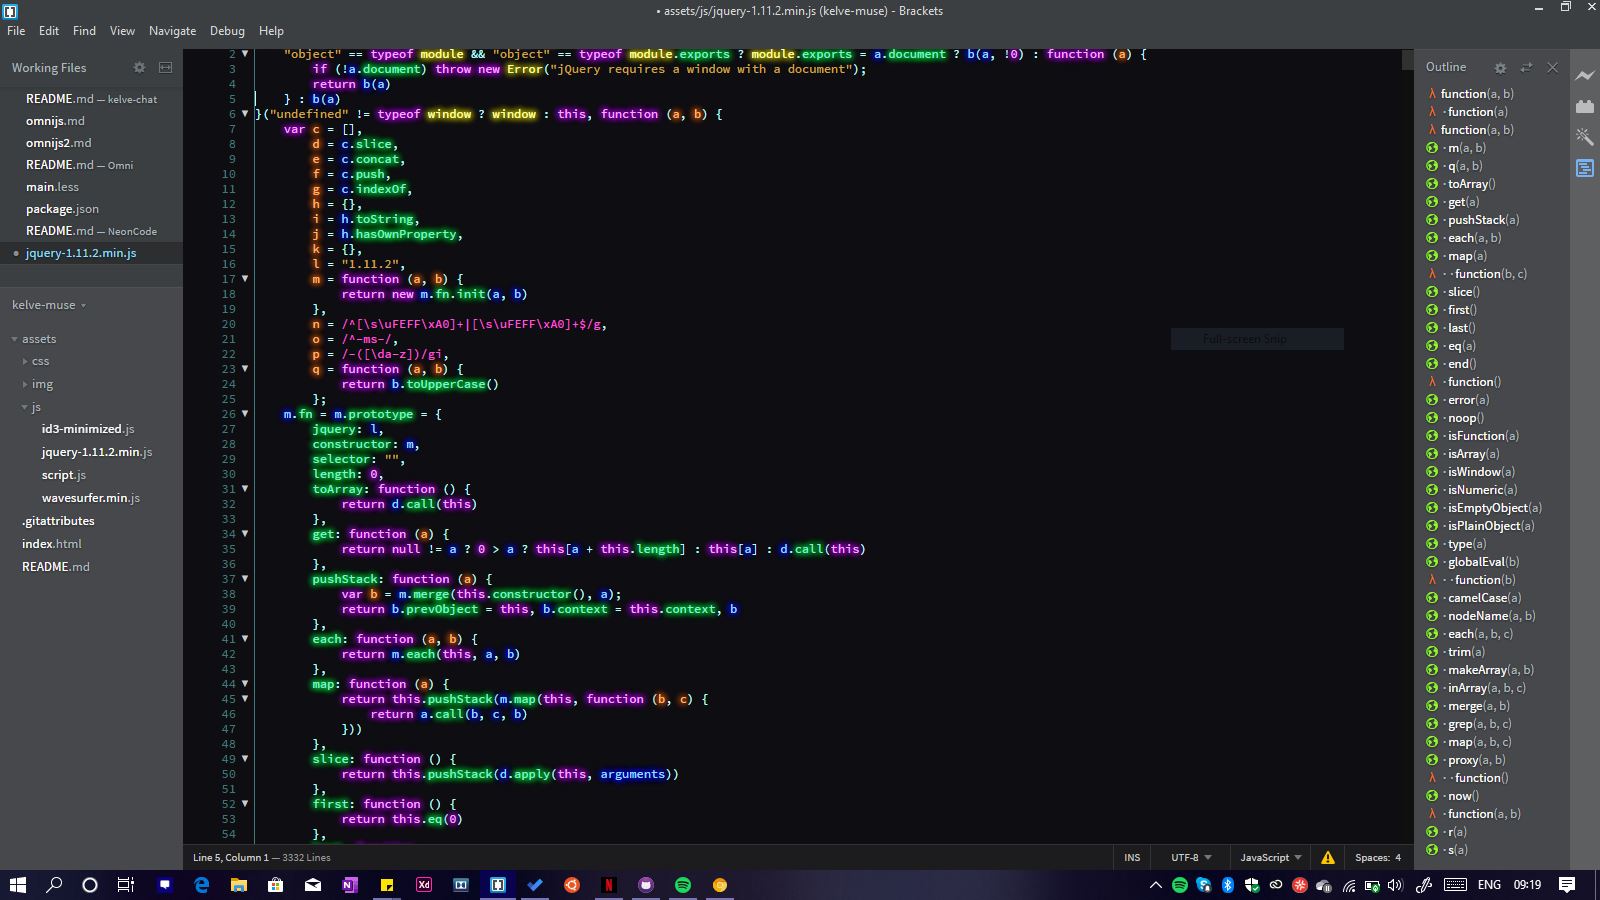 • assets/js/jquery-1.11.2.min.js (kelve-muse) - Brackets
File Edit Find View Navigate Debug Help
Working Files
README.md — kelve-chat
omnijs.md
omnijs2.md
README.md — Omni
main.less
package.json
README.md — NeonCode
jquery-1.11.2.min.js
kelve-muse
assets
css
img
js
id3-minimized.js
jquery-1.11.2.min.js
script.js
wavesurfer.min.js
.gitattributes
index.html
README.md
2 "object" == typeof module && "object" == typeof module.exports ? module.exports = a.document ? b(a, !0) : function (a) {
3 if (!a.document) throw new Error("jQuery requires a window with a document");
4 return b(a)
5 } : b(a)
6 }("undefined" != typeof window ? window : this, function (a, b) {
7 var c = [],
8 d = c.slice,
9 e = c.concat,
10 f = c.push,
11 g = c.indexOf,
12 h = {},
13 i = h.toString,
14 j = h.hasOwnProperty,
15 k = {},
16 l = "1.11.2",
17 m = function (a, b) {
18 return new m.fn.init(a, b)
19 },
20 n = /^[\s\uFEFF\xA0]+|[\s\uFEFF\xA0]+$/g,
21 o = /^-ms-/,
22 p = /-([\da-z])/gi,
23 q = function (a, b) {
24 return b.toUpperCase()
25 };
26 m.fn = m.prototype = {
27 jquery: l,
28 constructor: m,
29 selector: "",
30 length: 0,
31 toArray: function () {
32 return d.call(this)
33 },
34 get: function (a) {
35 return null != a ? 0 > a ? this[a + this.length] : this[a] : d.call(this)
36 },
37 pushStack: function (a) {
38 var b = m.merge(this.constructor(), a);
39 return b.prevObject = this, b.context = this.context, b
40 },
41 each: function (a, b) {
42 return m.each(this, a, b)
43 },
44 map: function (a) {
45 return this.pushStack(m.map(this, function (b, c) {
46 return a.call(b, c, b)
47 }))
48 },
49 slice: function () {
50 return this.pushStack(d.apply(this, arguments))
51 },
52 first: function () {
53 return this.eq(0)
54 },
Full-screen Snip
Outline
function(a, b)
function(a)
function(a, b)
m(a, b)
q(a, b)
toArray()
get(a)
pushStack(a)
each(a, b)
map(a)
function(b, c)
slice()
first()
last()
eq(a)
end()
function()
error(a)
noop()
isFunction(a)
isArray(a)
isWindow(a)
isNumeric(a)
isEmptyObject(a)
isPlainObject(a)
type(a)
globalEval(b)
function(b)
camelCase(a)
nodeName(a, b)
each(a, b, c)
trim(a)
makeArray(a, b)
inArray(a, b, c)
merge(a, b)
grep(a, b, c)
map(a, b, c)
proxy(a, b)
function()
now()
function(a, b)
r(a)
s(a)
Line 5, Column 1 — 3332 Lines
INS UTF-8 JavaScript Spaces: 4
Xd
ENG 09:19